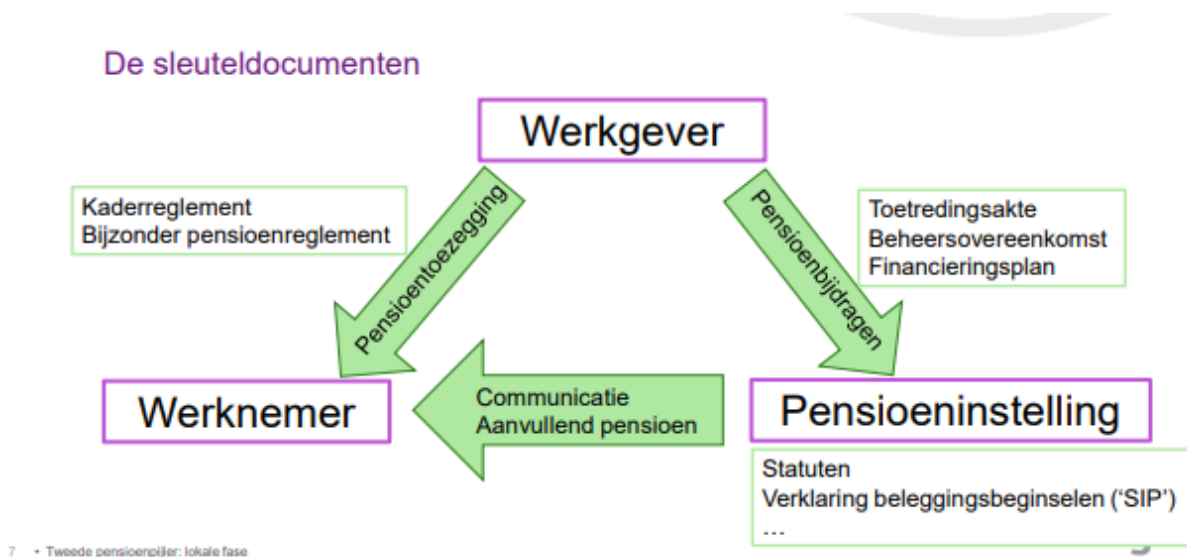 De sleuteldocumenten
Werkgever
Kaderreglement
Bijzonder pensioenreglement
Pensioentoezegging
Pensioenbijdragen
Toetredingsakte
Beheersovereenkomst
Financieringsplan
Werknemer
Communicatie
Aanvullend pensioen
Pensioeninstelling
Statuten
Verklaring beleggingsbeginselen (‘SIP’)
...
7 • Tweede pensioenpijler: lokale fase